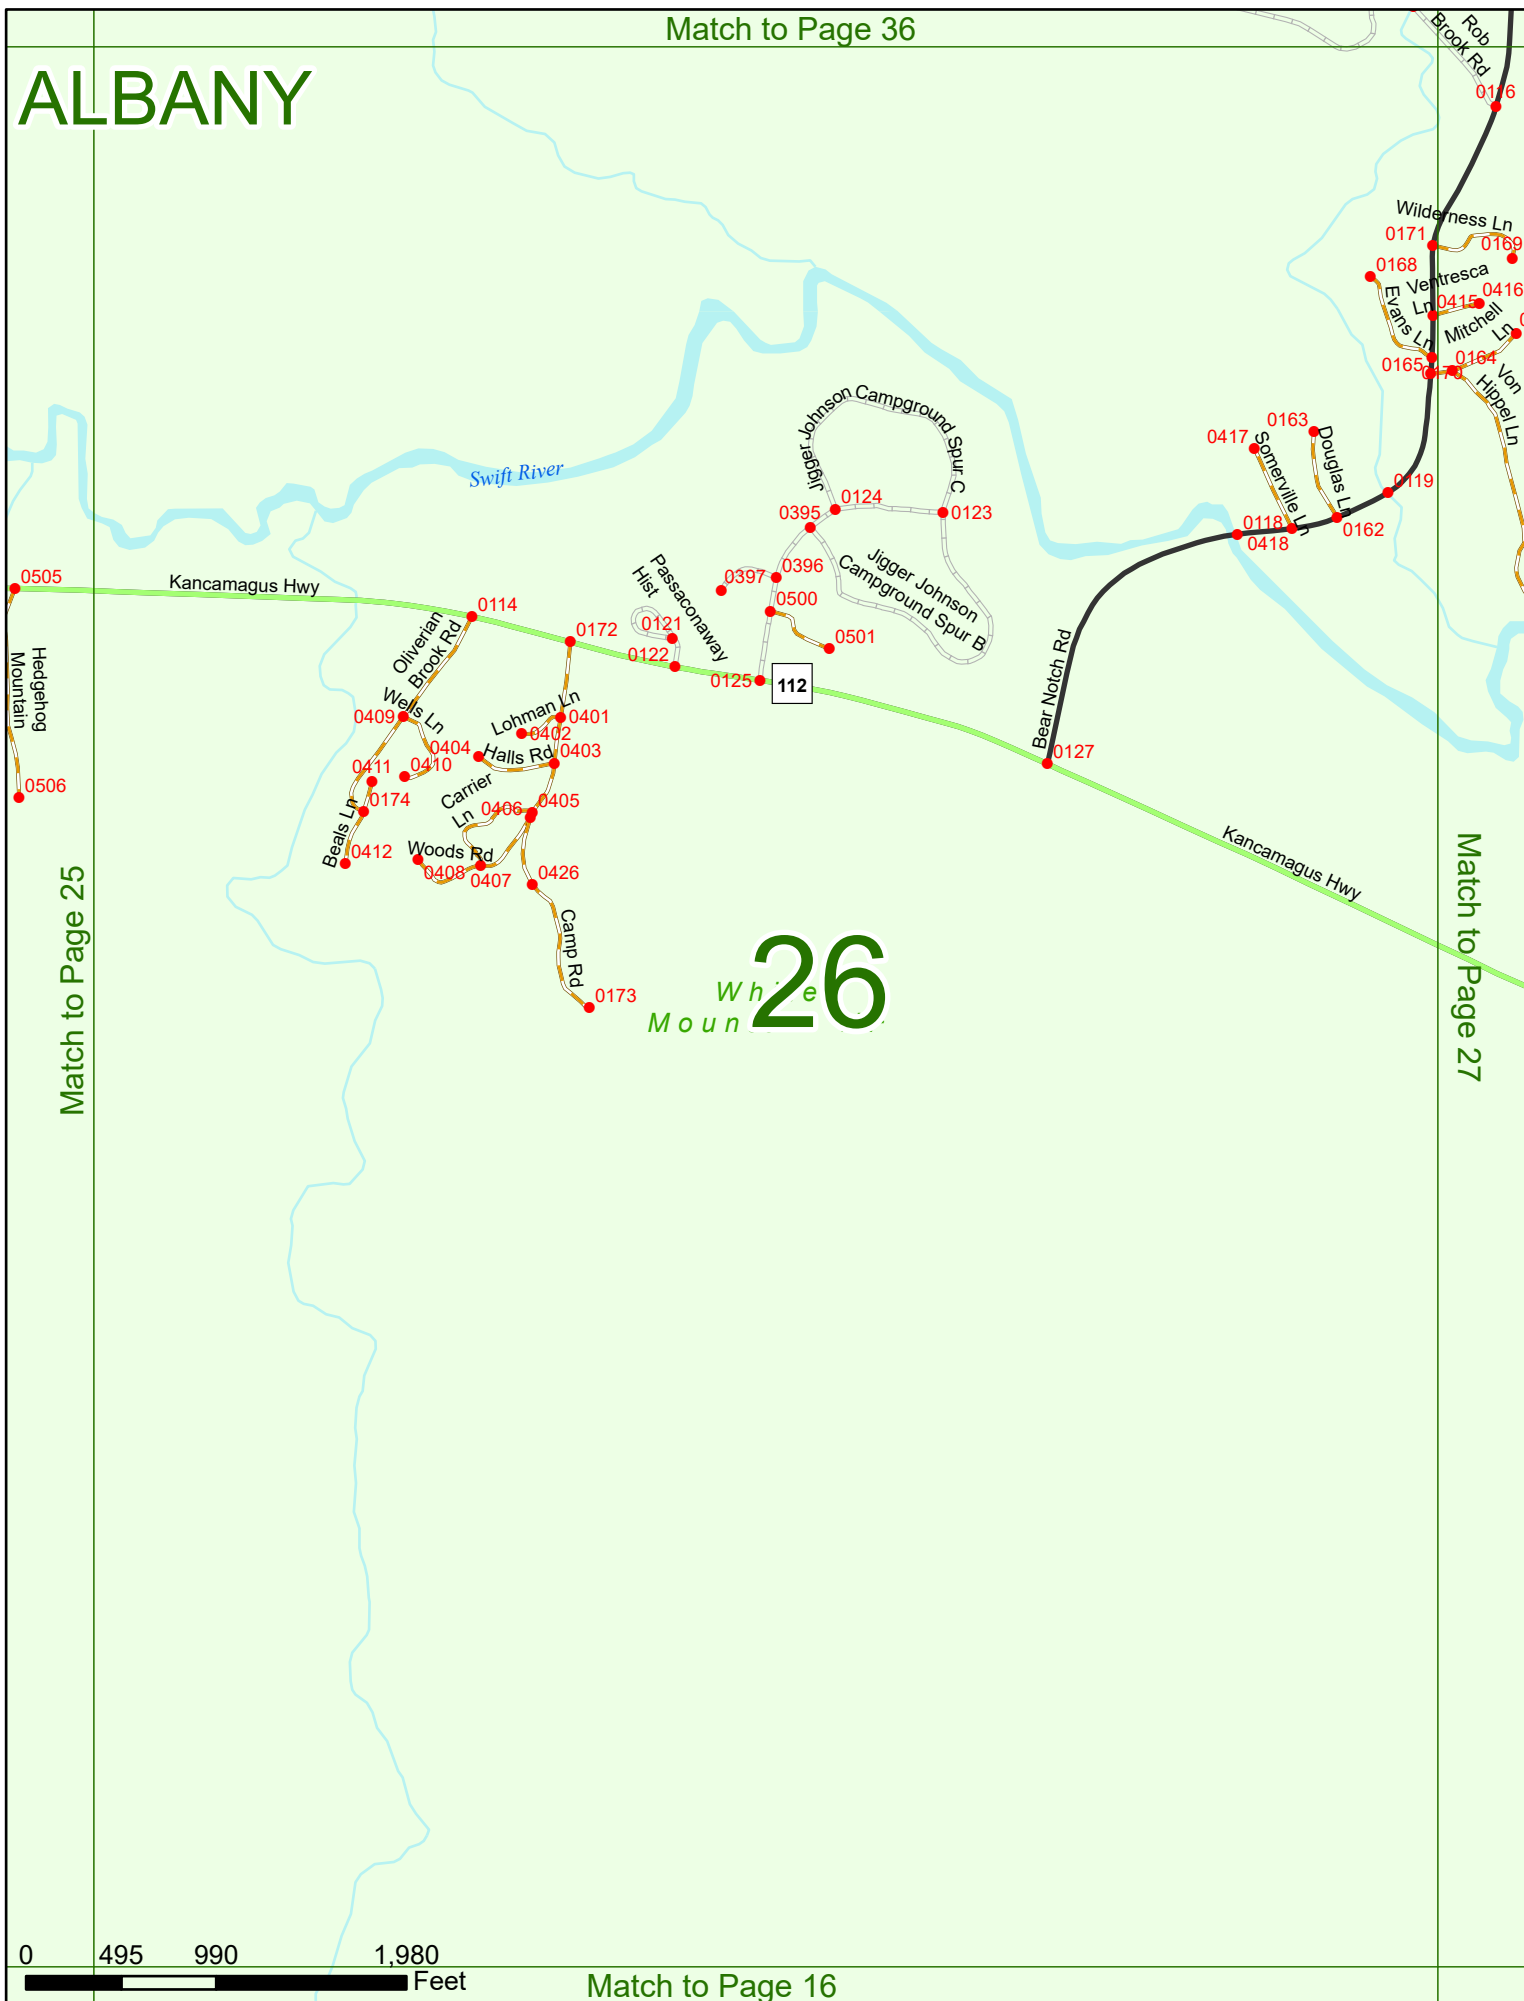 Match to Page 36
ALBANY
Rob
Brook Rd
0116
Wilderness Ln
0171
0169
0168
Ventresca
Ln
0415
0416
Evans Ln
Mitchell
Ln
0165
0164
Von
Hippel Ln
Jigger Johnson Campground Spur C
0163
0417
Somerville Ln
Douglas Ln
Swift River
0119
0124
0123
0395
0118
0418
0162
Jigger Johnson
Campground Spur B
Passaconaway
Hist
0505
Kancamagus Hwy
0397
0396
0114
0500
0172
0121
0501
Oliverian
Brook Rd
0122
0125
112
Hedgehog
Mountain
Bear Notch Rd
Wells Ln
0409
Lohman Ln
0401
0402
0404
Halls Rd
0403
0127
0411
0410
0506
0174
Carrier
Ln
0406
0405
Beals Ln
0412
Woods Rd
0408
0407
0426
Kancamagus Hwy
Match to Page 25
Match to Page 27
Camp Rd
0173
26
0
495
990
1,980
Feet
Match to Page 16